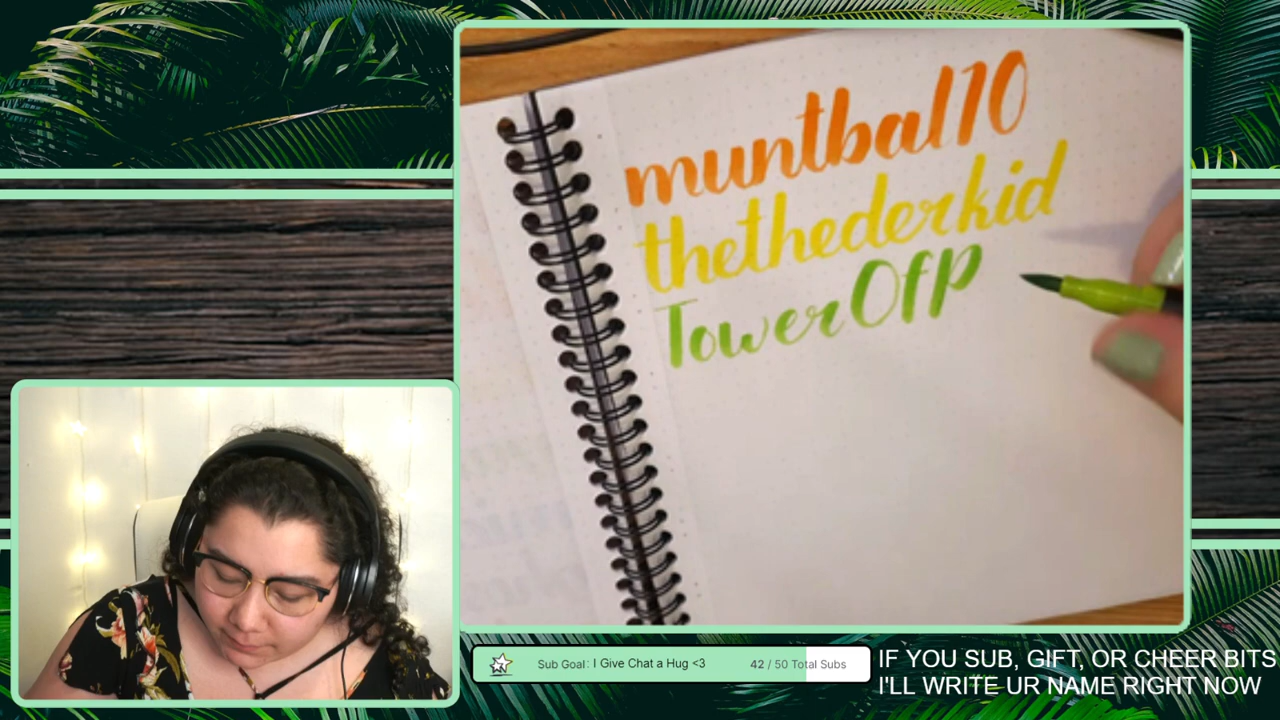 muntbal10
thethederkid
TowerOfP
Sub Goal: I Give Chat a Hug <3 42 / 50 Total Subs
IF YOU SUB, GIFT, OR CHEER BITS
I'LL WRITE UR NAME RIGHT NOW